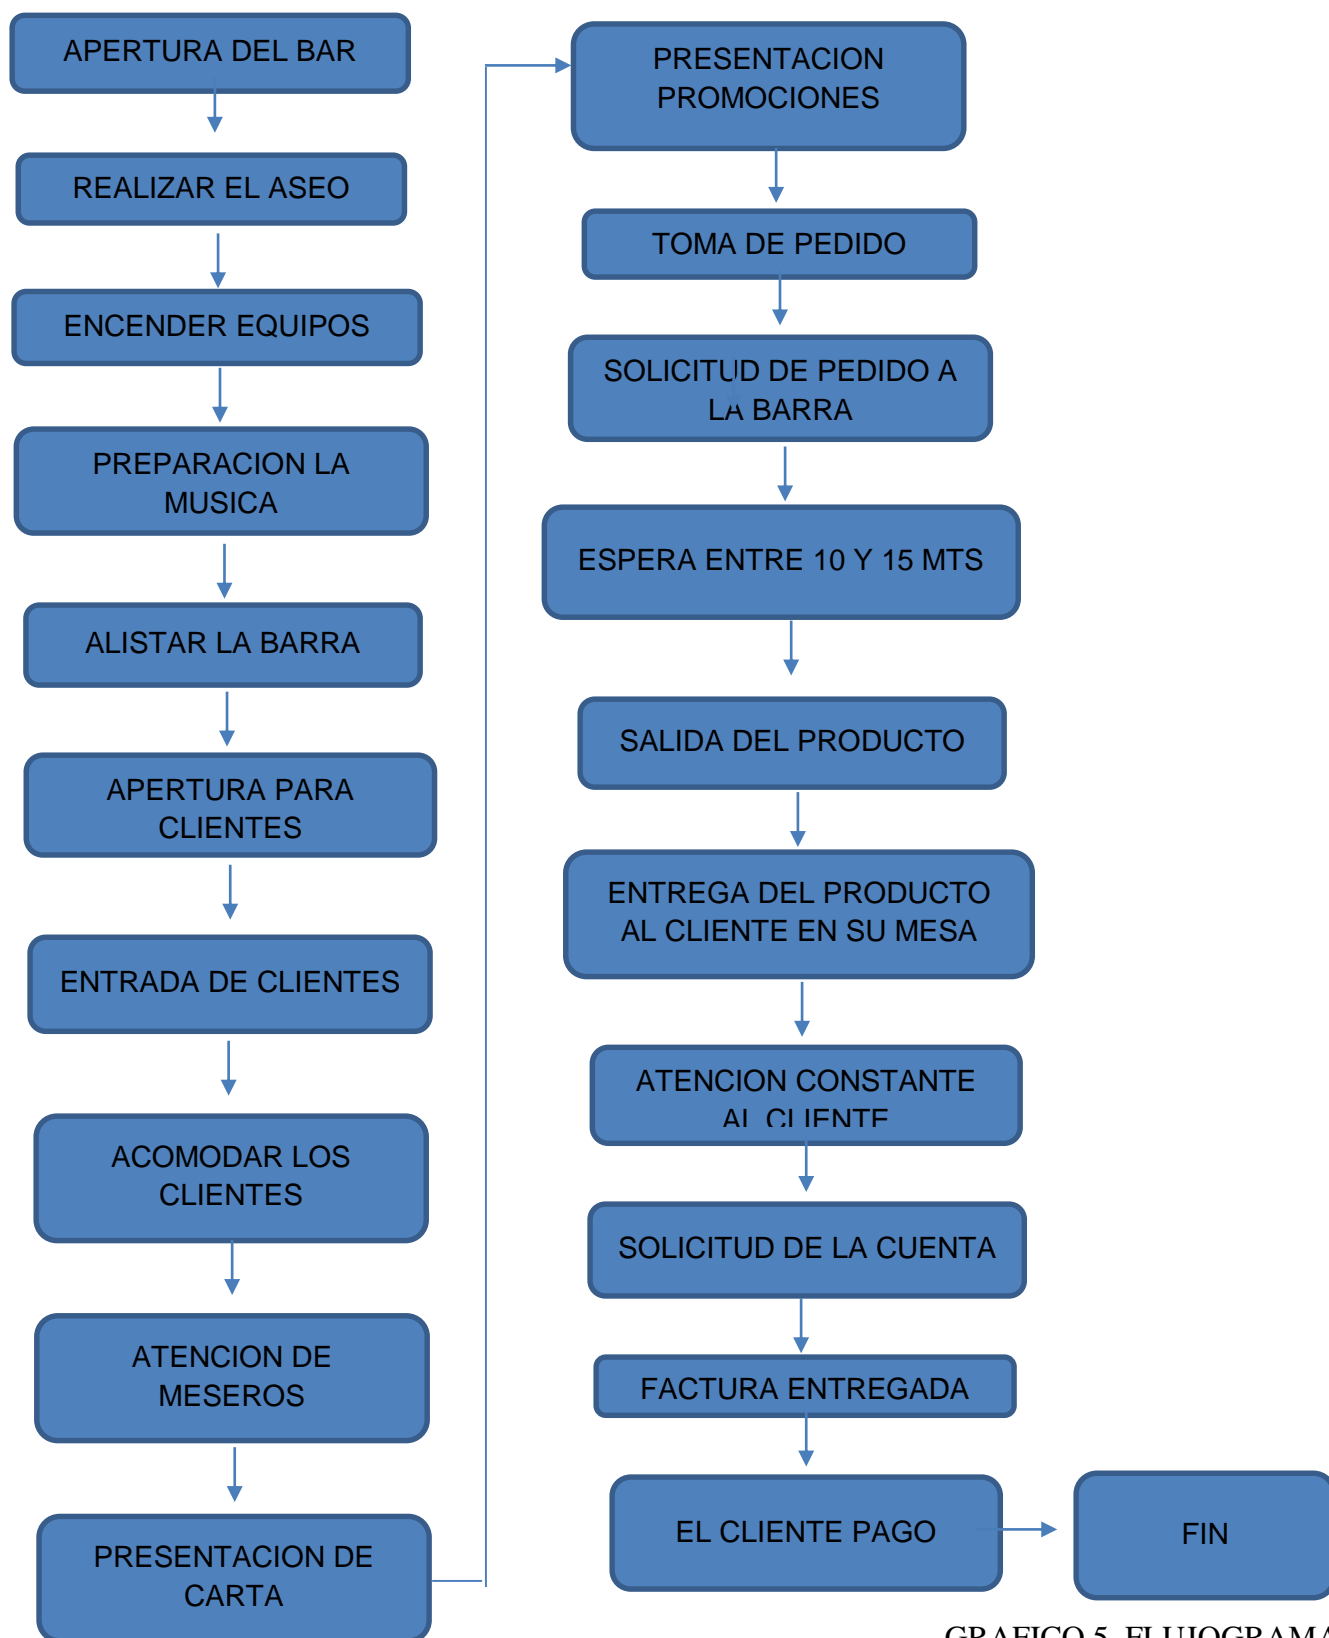 APERTURA DEL BAR
REALIZAR EL ASEO
ENCENDER EQUIPOS
PREPARACION LA
MUSICA
ALISTAR LA BARRA
APERTURA PARA
CLIENTES
ENTRADA DE CLIENTES
ACOMODAR LOS
CLIENTES
ATENCION DE
MESEROS
PRESENTACION DE
CARTA
PRESENTACION
PROMOCIONES
TOMA DE PEDIDO
SOLICITUD DE PEDIDO A
LA BARRA
ESPERA ENTRE 10 Y 15 MTS
SALIDA DEL PRODUCTO
ENTREGA DEL PRODUCTO
AL CLIENTE EN SU MESA
ATENCION CONSTANTE
AL CLIENTE
SOLICITUD DE LA CUENTA
FACTURA ENTREGADA
EL CLIENTE PAGO
FIN
GRAFICO 5. FLUJOGRAMA